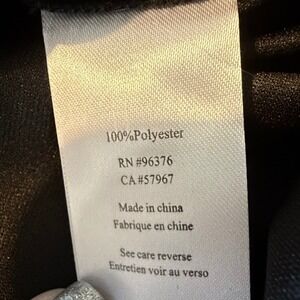 100%Polyester
RN #96376
CA #57967
Made in china
Fabrique en chine
See care reverse
Entretien voir au verso